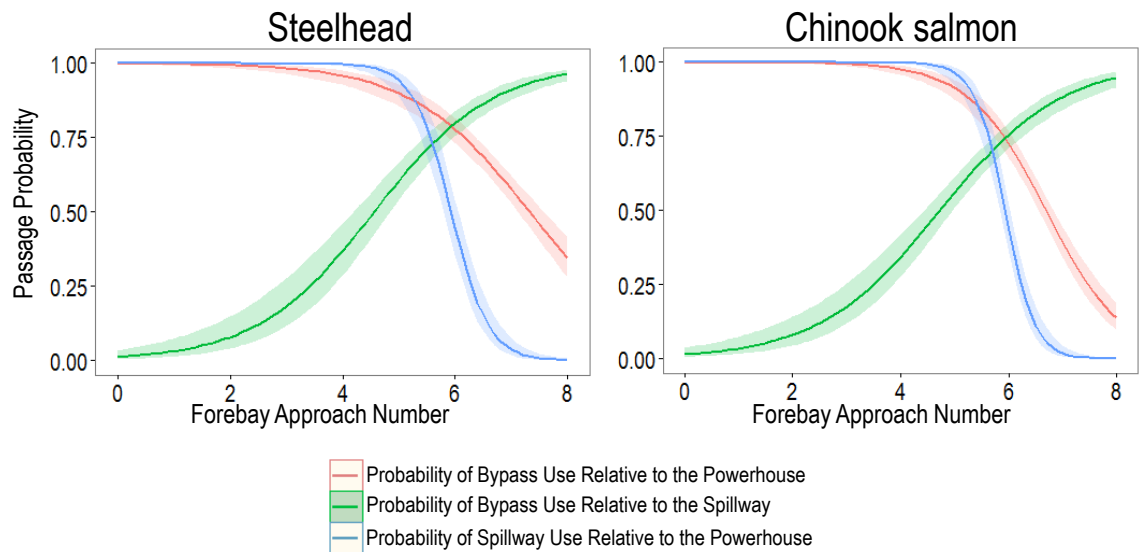 Steelhead
Chinook salmon
Passage Probability
1.00
0.75
0.50
0.25
0.00
0 2 4 6 8
Forebay Approach Number
1.00
0.75
0.50
0.25
0.00
0 2 4 6 8
Forebay Approach Number
Probability of Bypass Use Relative to the Powerhouse
Probability of Bypass Use Relative to the Spillway
Probability of Spillway Use Relative to the Powerhouse